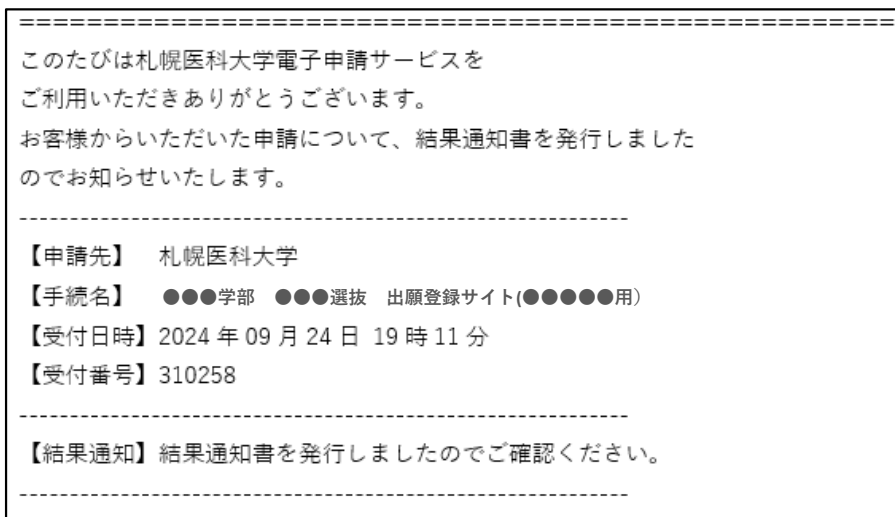 ==================================================
このたびは札幌医科大学電子申請サービスを
ご利用いただきありがとうございます。
お客様からいただいた申請について、結果通知書を発行しました
のでお知らせいたします。
------------------------------------------------------------
【申請先】　札幌医科大学
【手続名】　●●●学部　●●●選抜　出願登録サイト(●●●●●用）
【受付日時】2024 年 09 月 24 日 19 時 11 分
【受付番号】310258
------------------------------------------------------------
【結果通知】結果通知書を発行しましたのでご確認ください。
------------------------------------------------------------